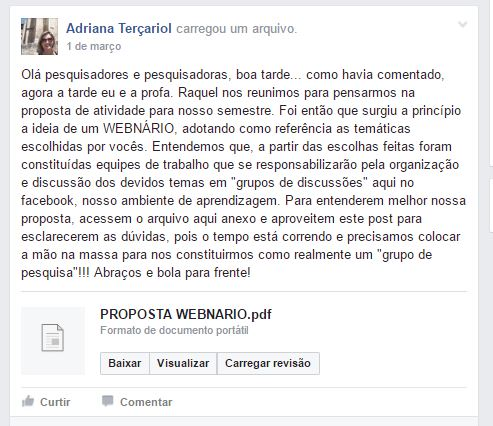 Adriana Terçariol carregou um arquivo.
1 de março
Olá pesquisadores e pesquisadoras, boa tarde... como havia comentado,
agora a tarde eu e a profa. Raquel nos reunimos para pensarmos na
proposta de atividade para nosso semestre. Foi então que surgiu a princípio
a ideia de um WEBNÁRIO, adotando como referência as temáticas
escolhidas por vocês. Entendemos que, a partir das escolhas feitas foram
constituídas equipes de trabalho que se responsabilizarão pela organização
e discussão dos devidos temas em "grupos de discussões" aqui no
facebook, nosso ambiente de aprendizagem. Para entenderem melhor nossa
proposta, acessem o arquivo aqui anexo e aproveitem este post para
esclarecerem as dúvidas, pois o tempo está correndo e precisamos colocar
a mão na massa para nos constituirmos como realmente um "grupo de
pesquisa"!!! Abraços e bola para frente!
PROPOSTA WEBNARIO.pdf
Formato de documento portátil
Baixar Visualizar Carregar revisão
Curtir Comentar